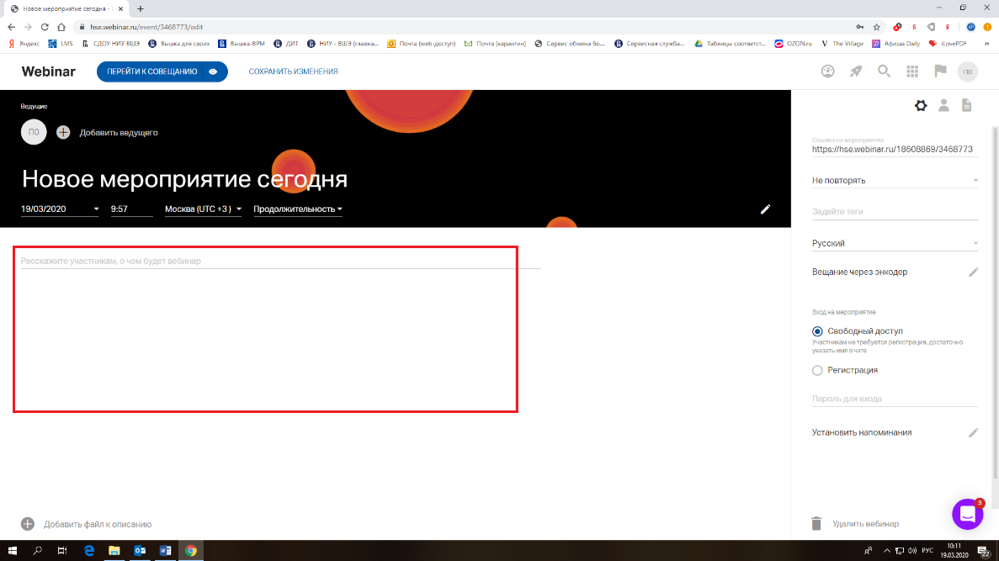 Новое мероприятие сегодня -
hse.webinar.ru/event/3468773/edit
Яндекс LMS СДОУ НИУ ВШЭ Вышка для своих Вышка-ВРМ ДИТ НИУ - ВШЭ (главна... Почта (web-доступ) Почта (карантин) Сервис обмена бо... Сервисная служба... Таблицы соответст... OZON.ru The Village Афиша Daily iLovePDF »
Webinar ПЕРЕЙТИ К СОВЕЩАНИЮ СОХРАНИТЬ ИЗМЕНЕНИЯ ПО
Ведущие
ПО Добавить ведущего
Новое мероприятие сегодня
19/03/2020 9:57 Москва (UTC +3 ) Продолжительность
Расскажите участникам, о чем будет вебинар
Добавить файл к описанию
Ссылка на мероприятие
https://hse.webinar.ru/18608869/3468773
Не повторять
Задайте теги
Русский
Вещание через энкодер
Вход на мероприятие
Свободный доступ
Участникам не требуется регистрация, достаточно
указать имя в чате
Регистрация
Пароль для входа
Установить напоминания
Удалить вебинар
3
РУС
10:11
19.03.2020
22